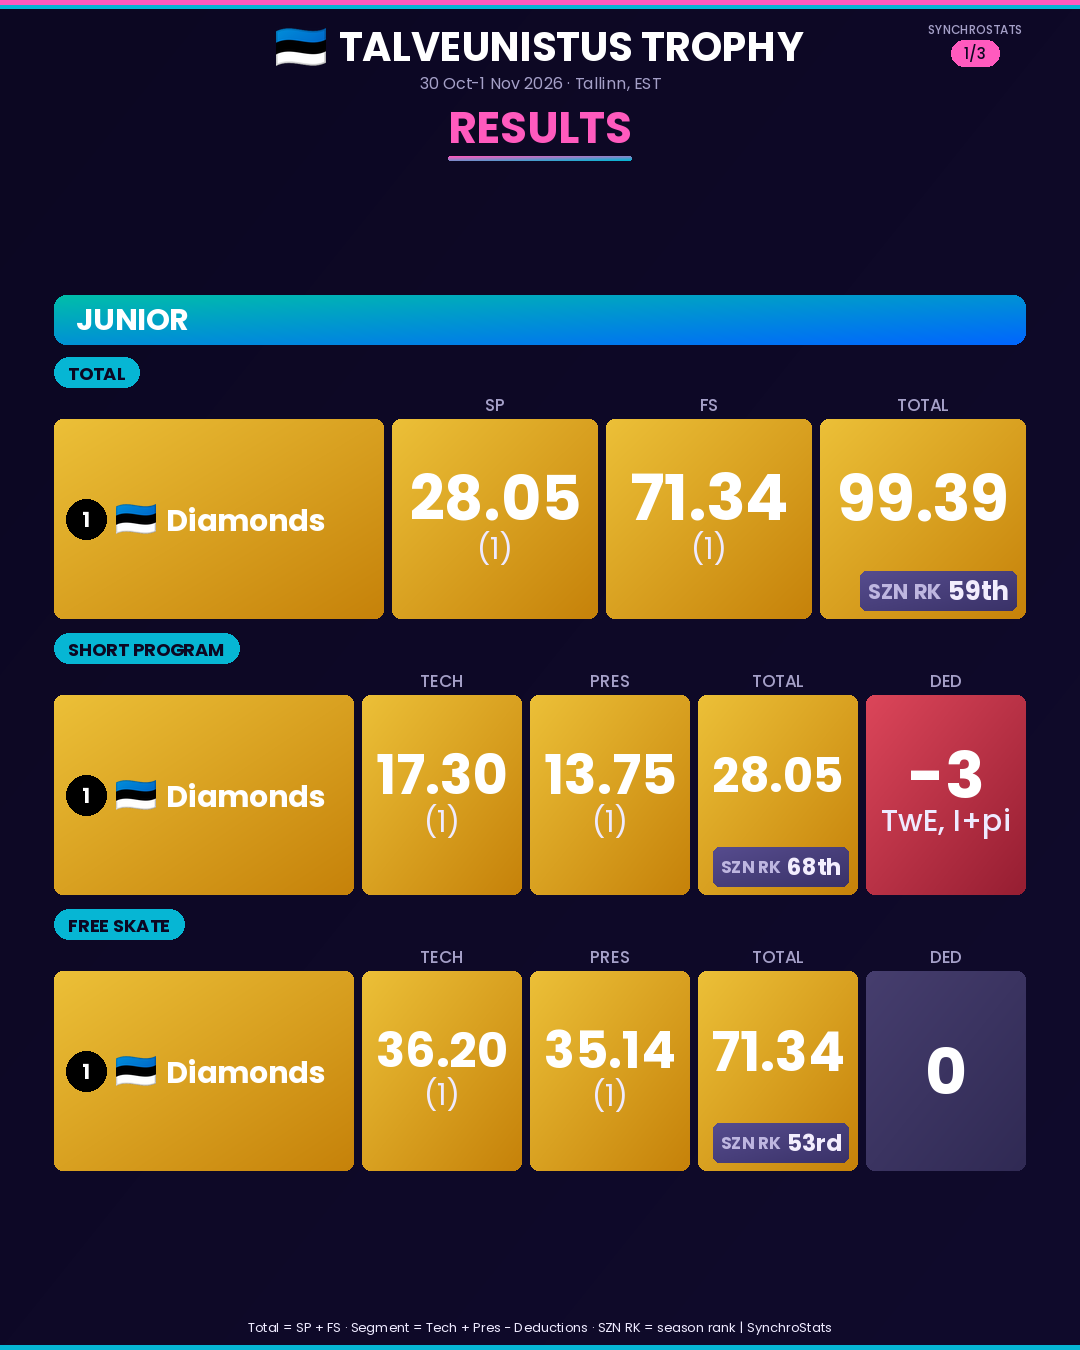 SYNCHROSTATS
1/3
TALVEUNISTUS TROPHY
30 Oct-1 Nov 2026 · Tallinn, EST
RESULTS
JUNIOR
TOTAL
SP FS TOTAL
1 Diamonds 28.05 71.34 99.39
(1) (1)
SZN RK 59th
SHORT PROGRAM
TECH PRES TOTAL DED
1 Diamonds 17.30 13.75 28.05 -3
(1) (1) TwE, I+pi
SZN RK 68th
FREE SKATE
TECH PRES TOTAL DED
1 Diamonds 36.20 35.14 71.34 0
(1) (1)
SZN RK 53rd
Total = SP + FS · Segment = Tech + Pres - Deductions · SZN RK = season rank | SynchroStats